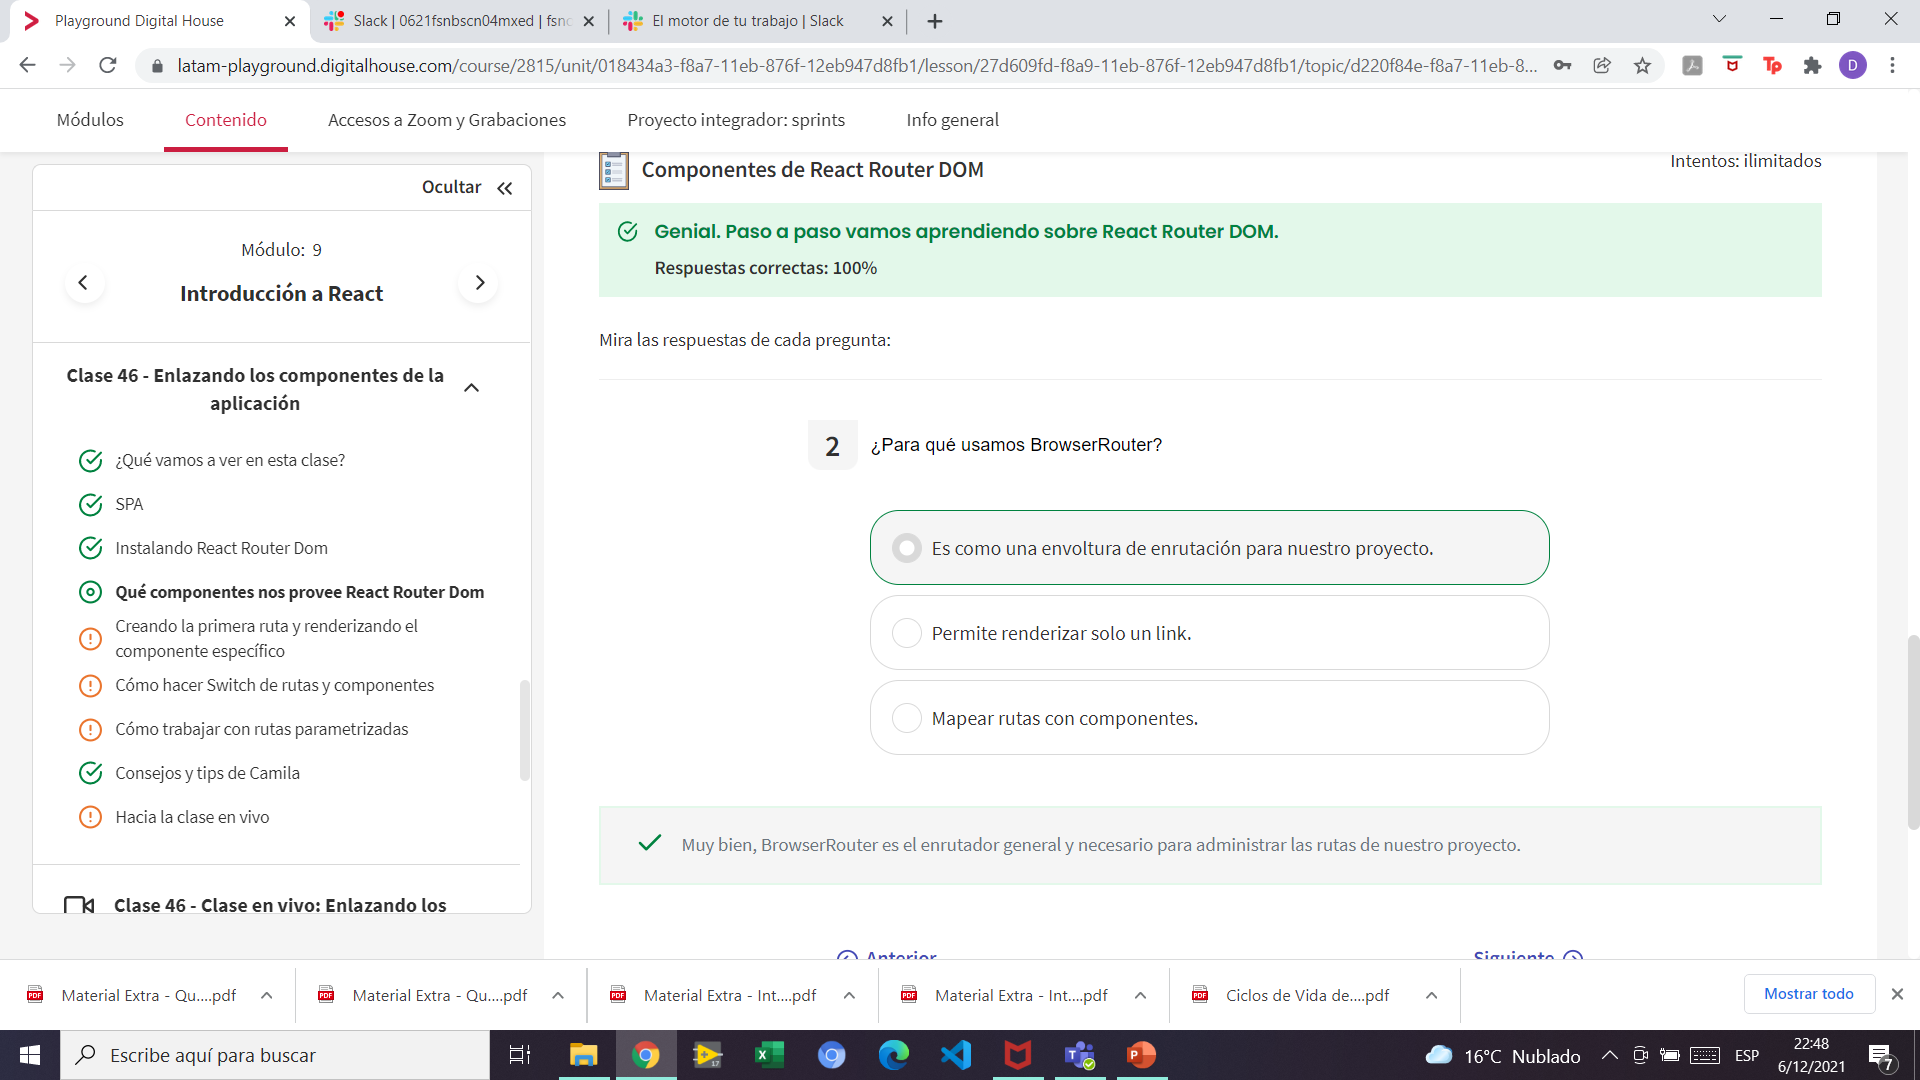 Playground Digital House
Slack | 0621fsnbscn04mxed | fsnc
El motor de tu trabajo | Slack
latam-playground.digitalhouse.com/course/2815/unit/018434a3-f8a7-11eb-876f-12eb947d8fb1/lesson/27d609fd-f8a9-11eb-876f-12eb947d8fb1/topic/d220f84e-f8a7-11eb-8...
Tp
D
Módulos
Contenido
Accesos a Zoom y Grabaciones
Proyecto integrador: sprints
Info general
Ocultar
Módulo: 9
Introducción a React
Clase 46 - Enlazando los componentes de la
aplicación
¿Qué vamos a ver en esta clase?
SPA
Instalando React Router Dom
Qué componentes nos provee React Router Dom
Creando la primera ruta y renderizando el
componente específico
Cómo hacer Switch de rutas y componentes
Cómo trabajar con rutas parametrizadas
Consejos y tips de Camila
Hacia la clase en vivo
Clase 46 - Clase en vivo: Enlazando los
Componentes de React Router DOM
Intentos: ilimitados
Genial. Paso a paso vamos aprendiendo sobre React Router DOM.
Respuestas correctas: 100%
Mira las respuestas de cada pregunta:
2
¿Para qué usamos BrowserRouter?
Es como una envoltura de enrutación para nuestro proyecto.
Permite renderizar solo un link.
Mapear rutas con componentes.
Muy bien, BrowserRouter es el enrutador general y necesario para administrar las rutas de nuestro proyecto.
Anterior
Siguiente
PDF
Material Extra - Qu....pdf
PDF
Material Extra - Qu....pdf
PDF
Material Extra - Int....pdf
PDF
Material Extra - Int....pdf
PDF
Ciclos de Vida de....pdf
Mostrar todo
Escribe aquí para buscar
16°C Nublado
ESP
22:48
6/12/2021
7